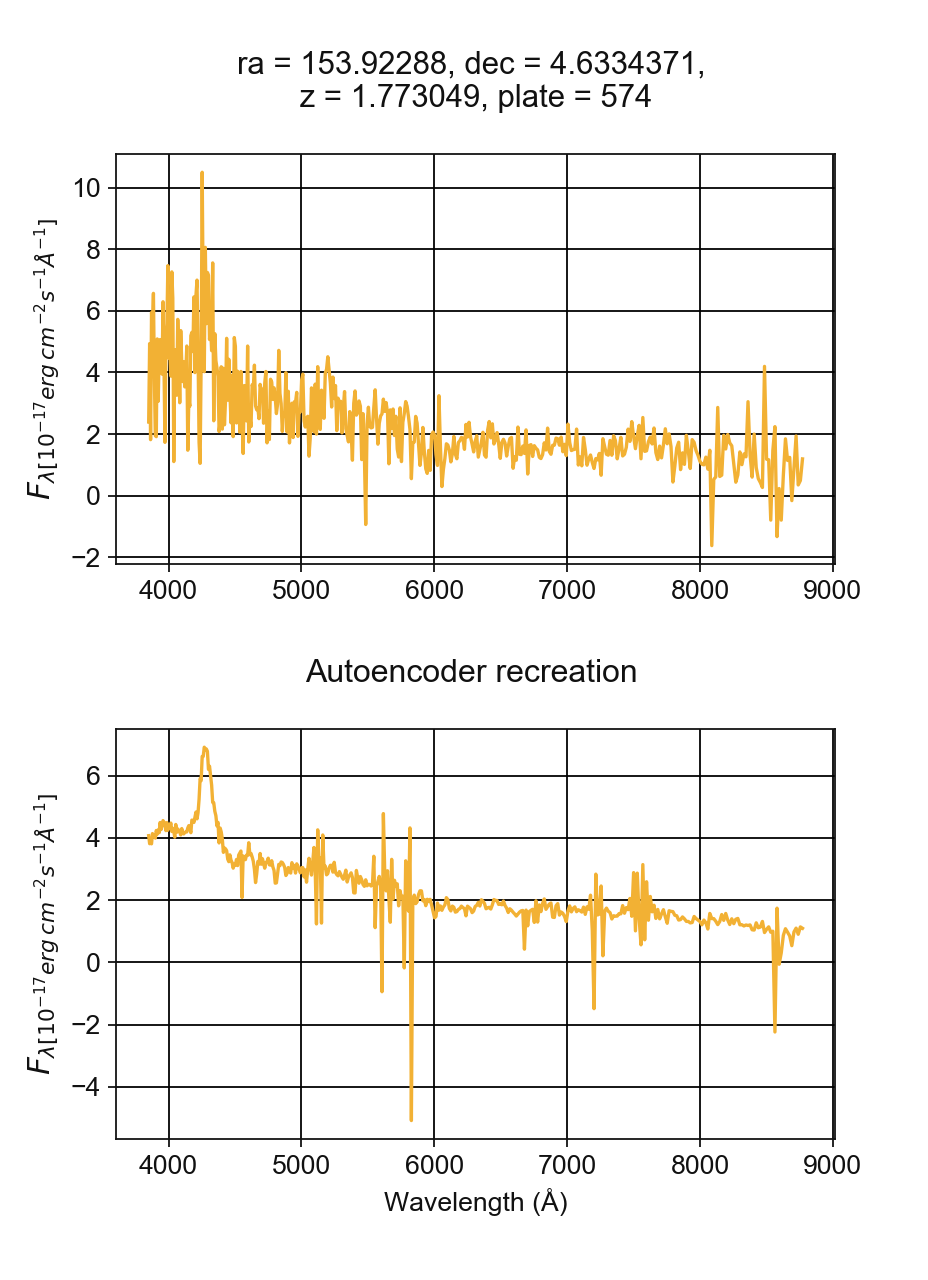 ra = 153.92288, dec = 4.6334371,
z = 1.773049, plate = 574
F_λ[10^−17 erg cm^−2 s^−1 Å^−1]
10
8
6
4
2
0
−2
4000 5000 6000 7000 8000 9000
Autoencoder recreation
F_λ[10^−17 erg cm^−2 s^−1 Å^−1]
6
4
2
0
−2
−4
4000 5000 6000 7000 8000 9000
Wavelength (Å)